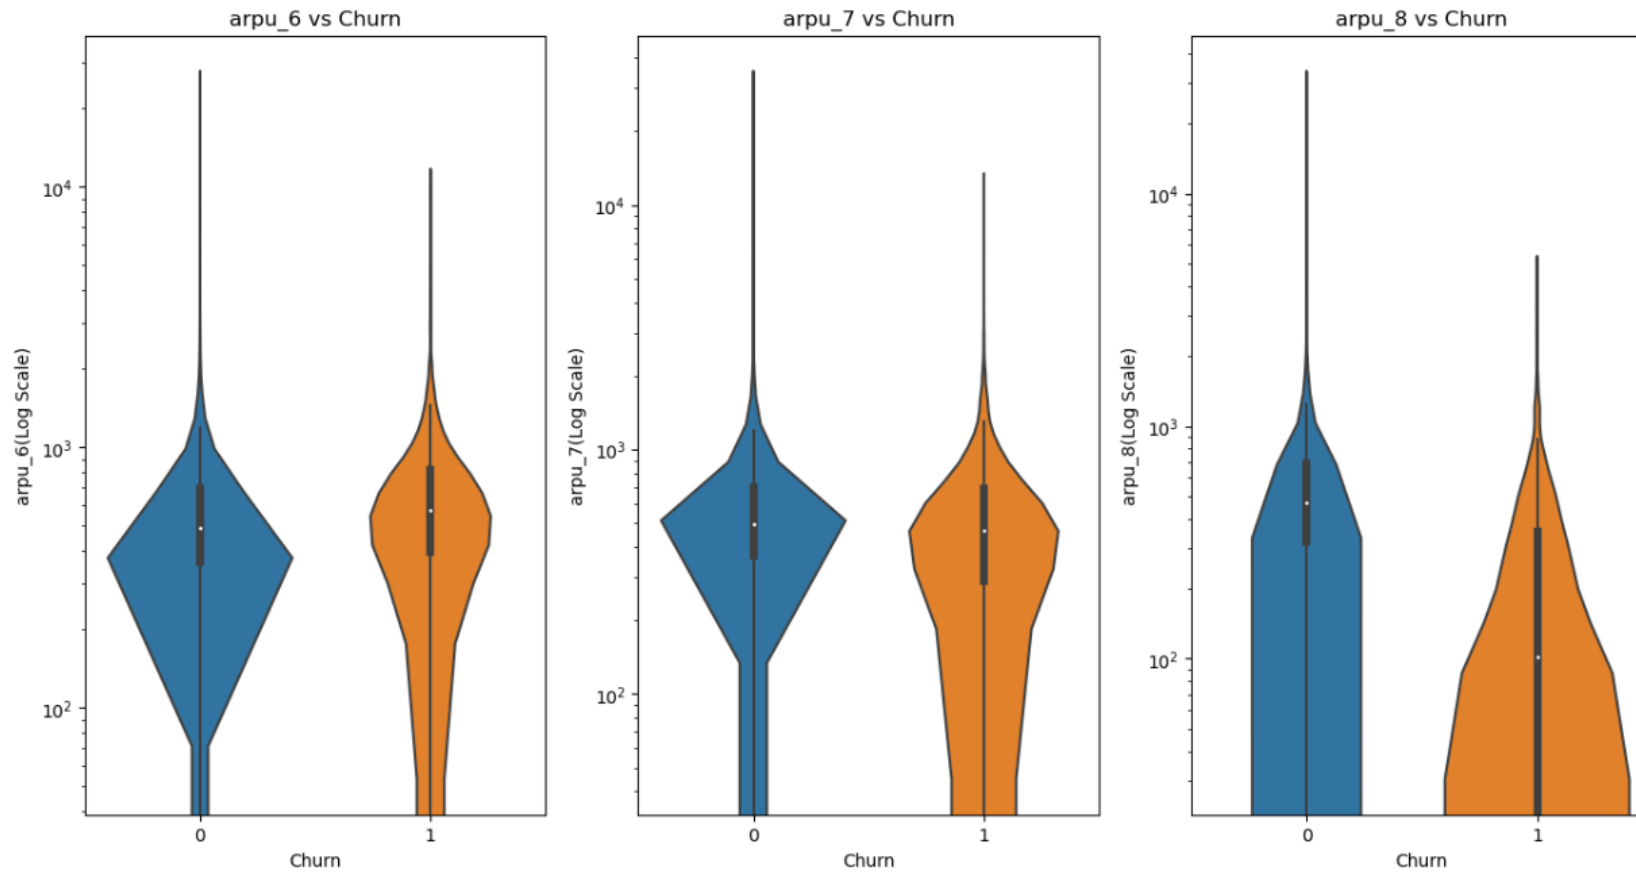 arpu_6 vs Churn
arpu_6(Log Scale)
10^4
10^3
10^2
0
1
Churn
arpu_7 vs Churn
arpu_7(Log Scale)
10^4
10^3
10^2
0
1
Churn
arpu_8 vs Churn
arpu_8(Log Scale)
10^4
10^3
10^2
0
1
Churn